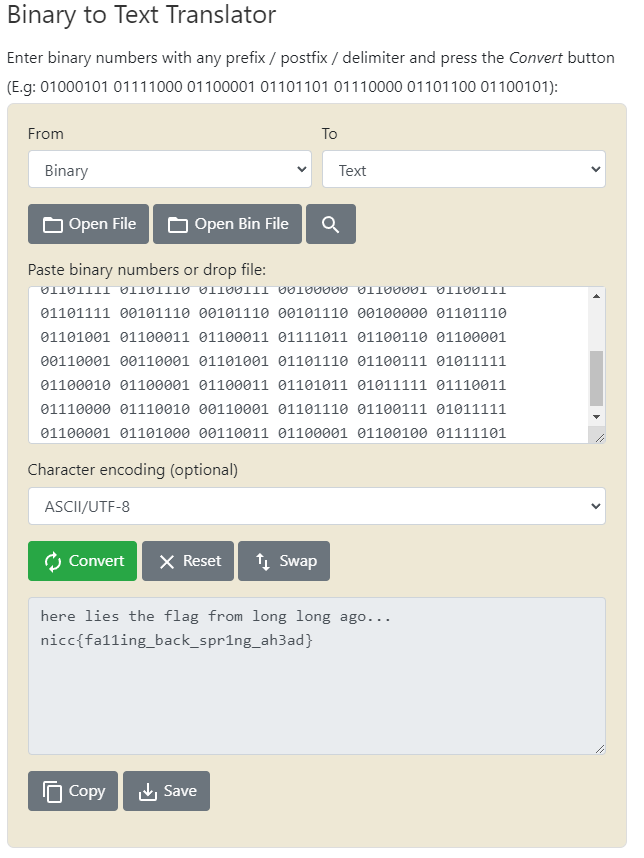 Binary to Text Translator
Enter binary numbers with any prefix / postfix / delimiter and press the Convert button
(E.g: 01000101 01111000 01100001 01101101 01110000 01101100 01100101):
From To
Binary Text
Open File Open Bin File
Paste binary numbers or drop file:
01101111 01101110 01100111 00100000 01100001 01100111
01101111 00101110 00101110 00101110 00100000 01101110
01101001 01100011 01100011 01111011 01100110 01100001
00110001 00110001 01101001 01101110 01100111 01011111
01100010 01100001 01100011 01101011 01011111 01110011
01110000 01110010 00110001 01101110 01100111 01011111
01100001 01101000 00110011 01100001 01100100 01111101
Character encoding (optional)
ASCII/UTF-8
Convert Reset Swap
here lies the flag from long long ago...
nicc{fa11ing_back_spr1ng_ah3ad}
Copy Save